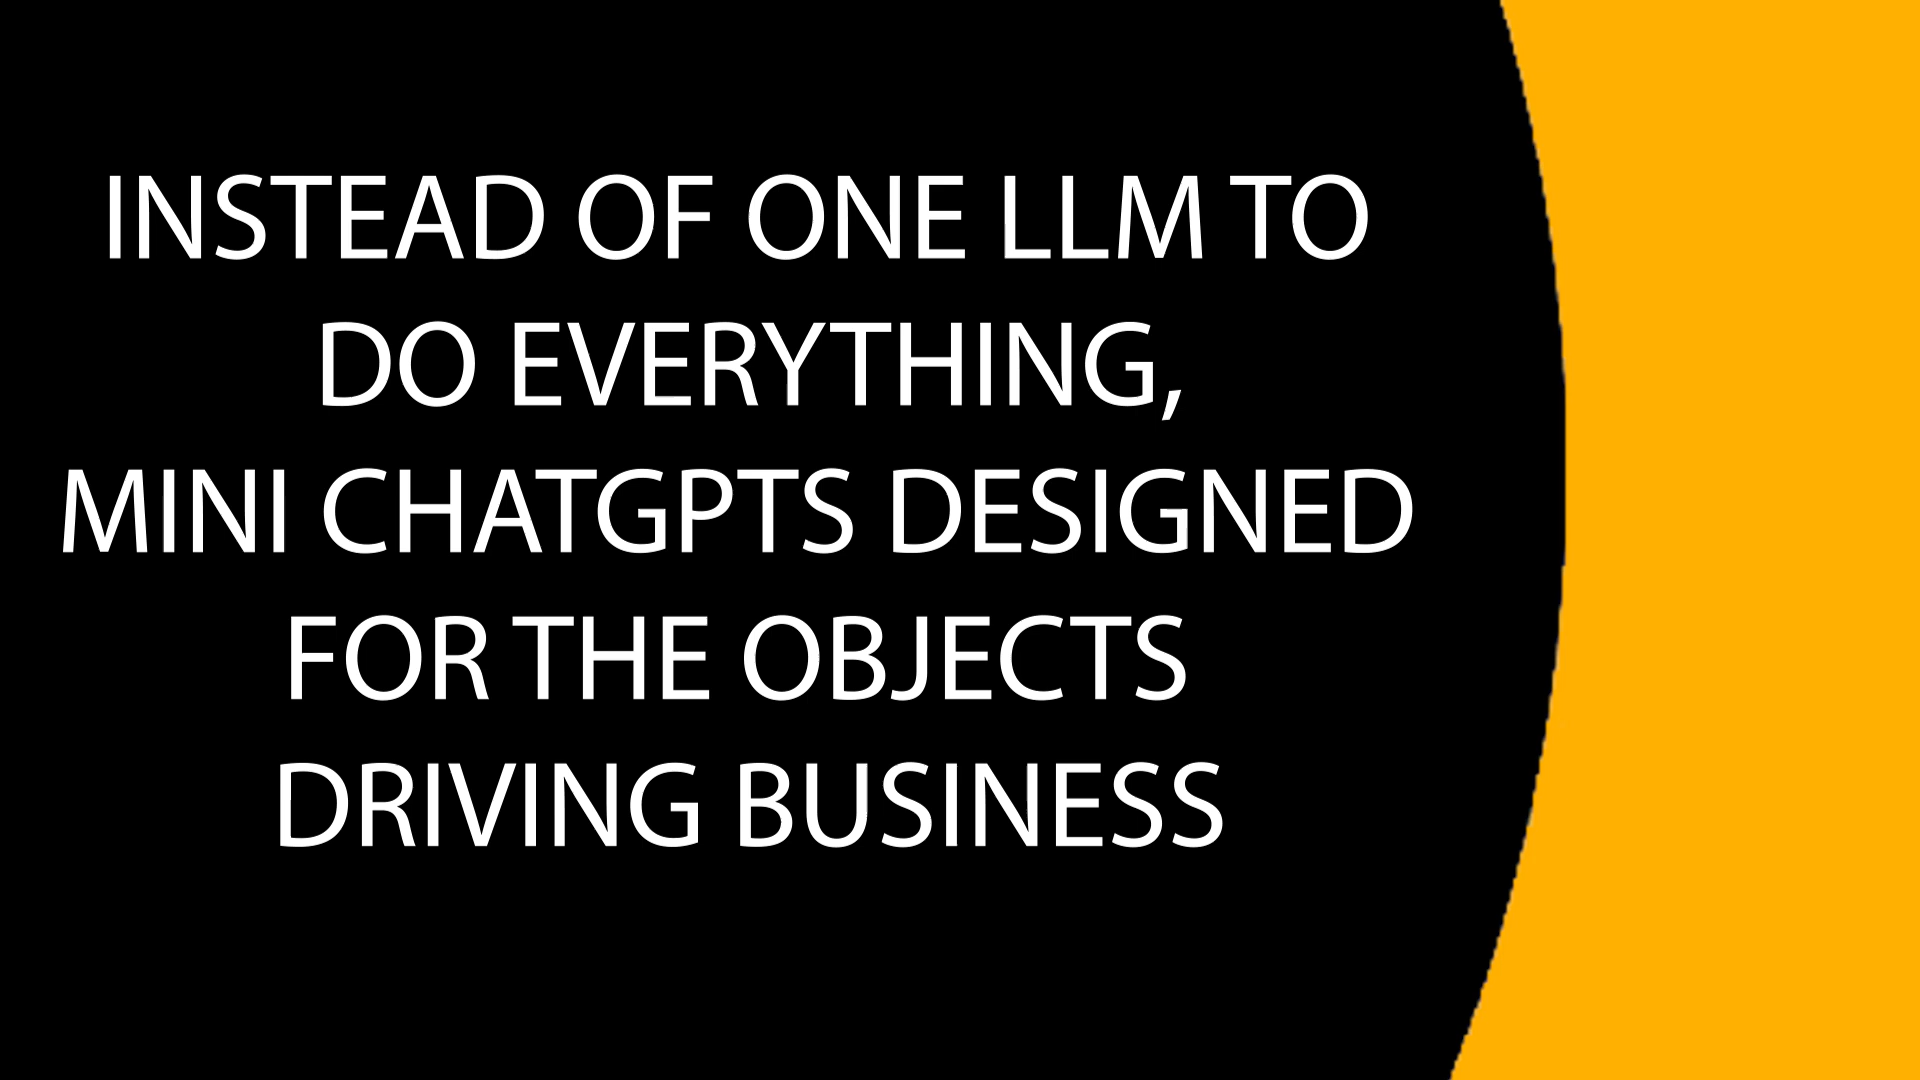 INSTEAD OF ONE LLM TO
DO EVERYTHING,
MINI CHATGPTS DESIGNED
FOR THE OBJECTS
DRIVING BUSINESS